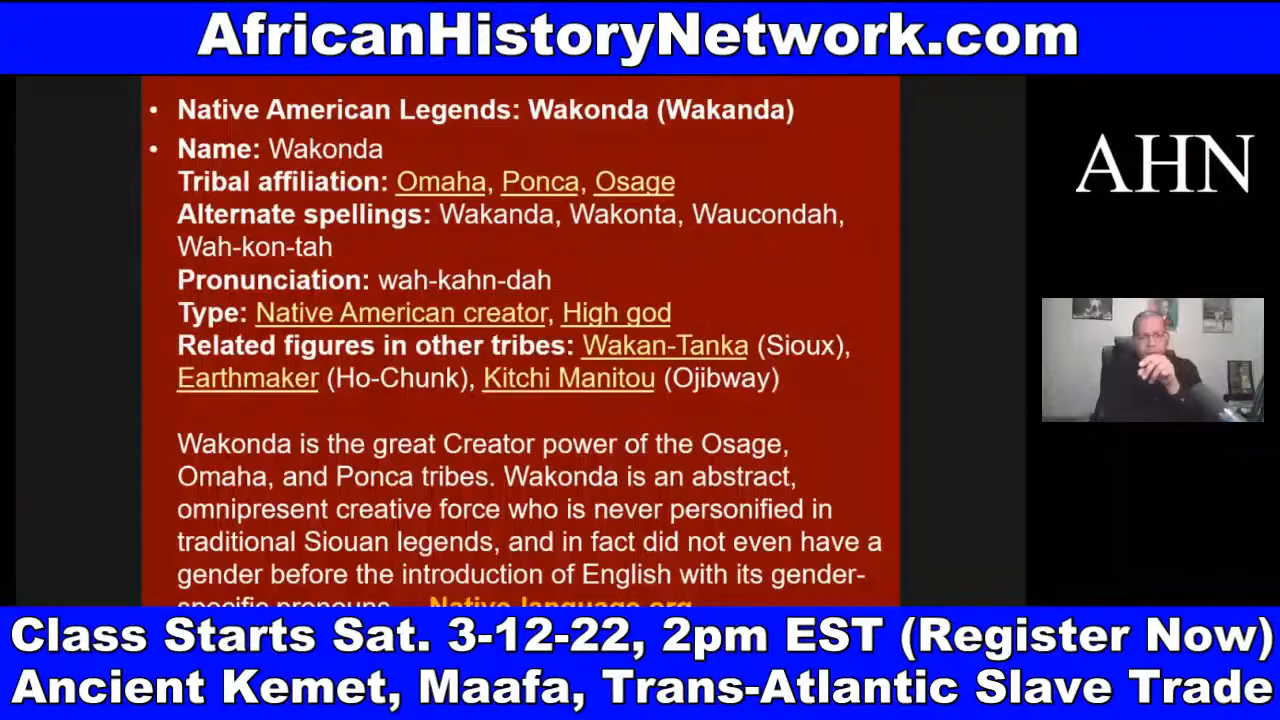 AfricanHistoryNetwork.com
• Native American Legends: Wakonda (Wakanda)
• Name: Wakonda
Tribal affiliation: Omaha, Ponca, Osage
Alternate spellings: Wakanda, Wakonta, Waucondah,
Wah-kon-tah
Pronunciation: wah-kahn-dah
Type: Native American creator, High god
Related figures in other tribes: Wakan-Tanka (Sioux),
Earthmaker (Ho-Chunk), Kitchi Manitou (Ojibway)
Wakonda is the great Creator power of the Osage,
Omaha, and Ponca tribes. Wakonda is an abstract,
omnipresent creative force who is never personified in
traditional Siouan legends, and in fact did not even have a
gender before the introduction of English with its gender-
specific pronouns. Native-language.org
AHN
Class Starts Sat. 3-12-22, 2pm EST (Register Now)
Ancient Kemet, Maafa, Trans-Atlantic Slave Trade